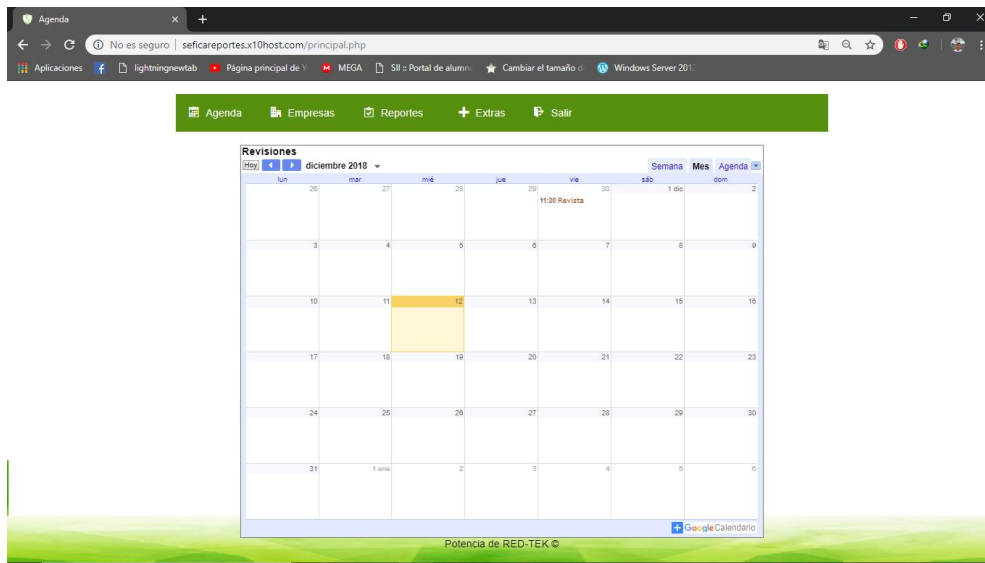 Agenda
No es seguro | seficareportes.x10host.com/principal.php
Aplicaciones lightningnewtab Página principal de Y MEGA SII :: Portal de alumno Cambiar el tamaño de Windows Server 2012
Agenda Empresas Reportes Extras Salir
Revisiones
Hoy diciembre 2018 Semana Mes Agenda
lun mar mié jue vie sáb dom
26 27 28 29 30 1 dic 2
11:30 Revista
3 4 5 6 7 8 9
10 11 12 13 14 15 16
17 18 19 20 21 22 23
24 25 26 27 28 29 30
31 1 ene 2 3 4 5 6
Google Calendario
Potencia de RED-TEK ©